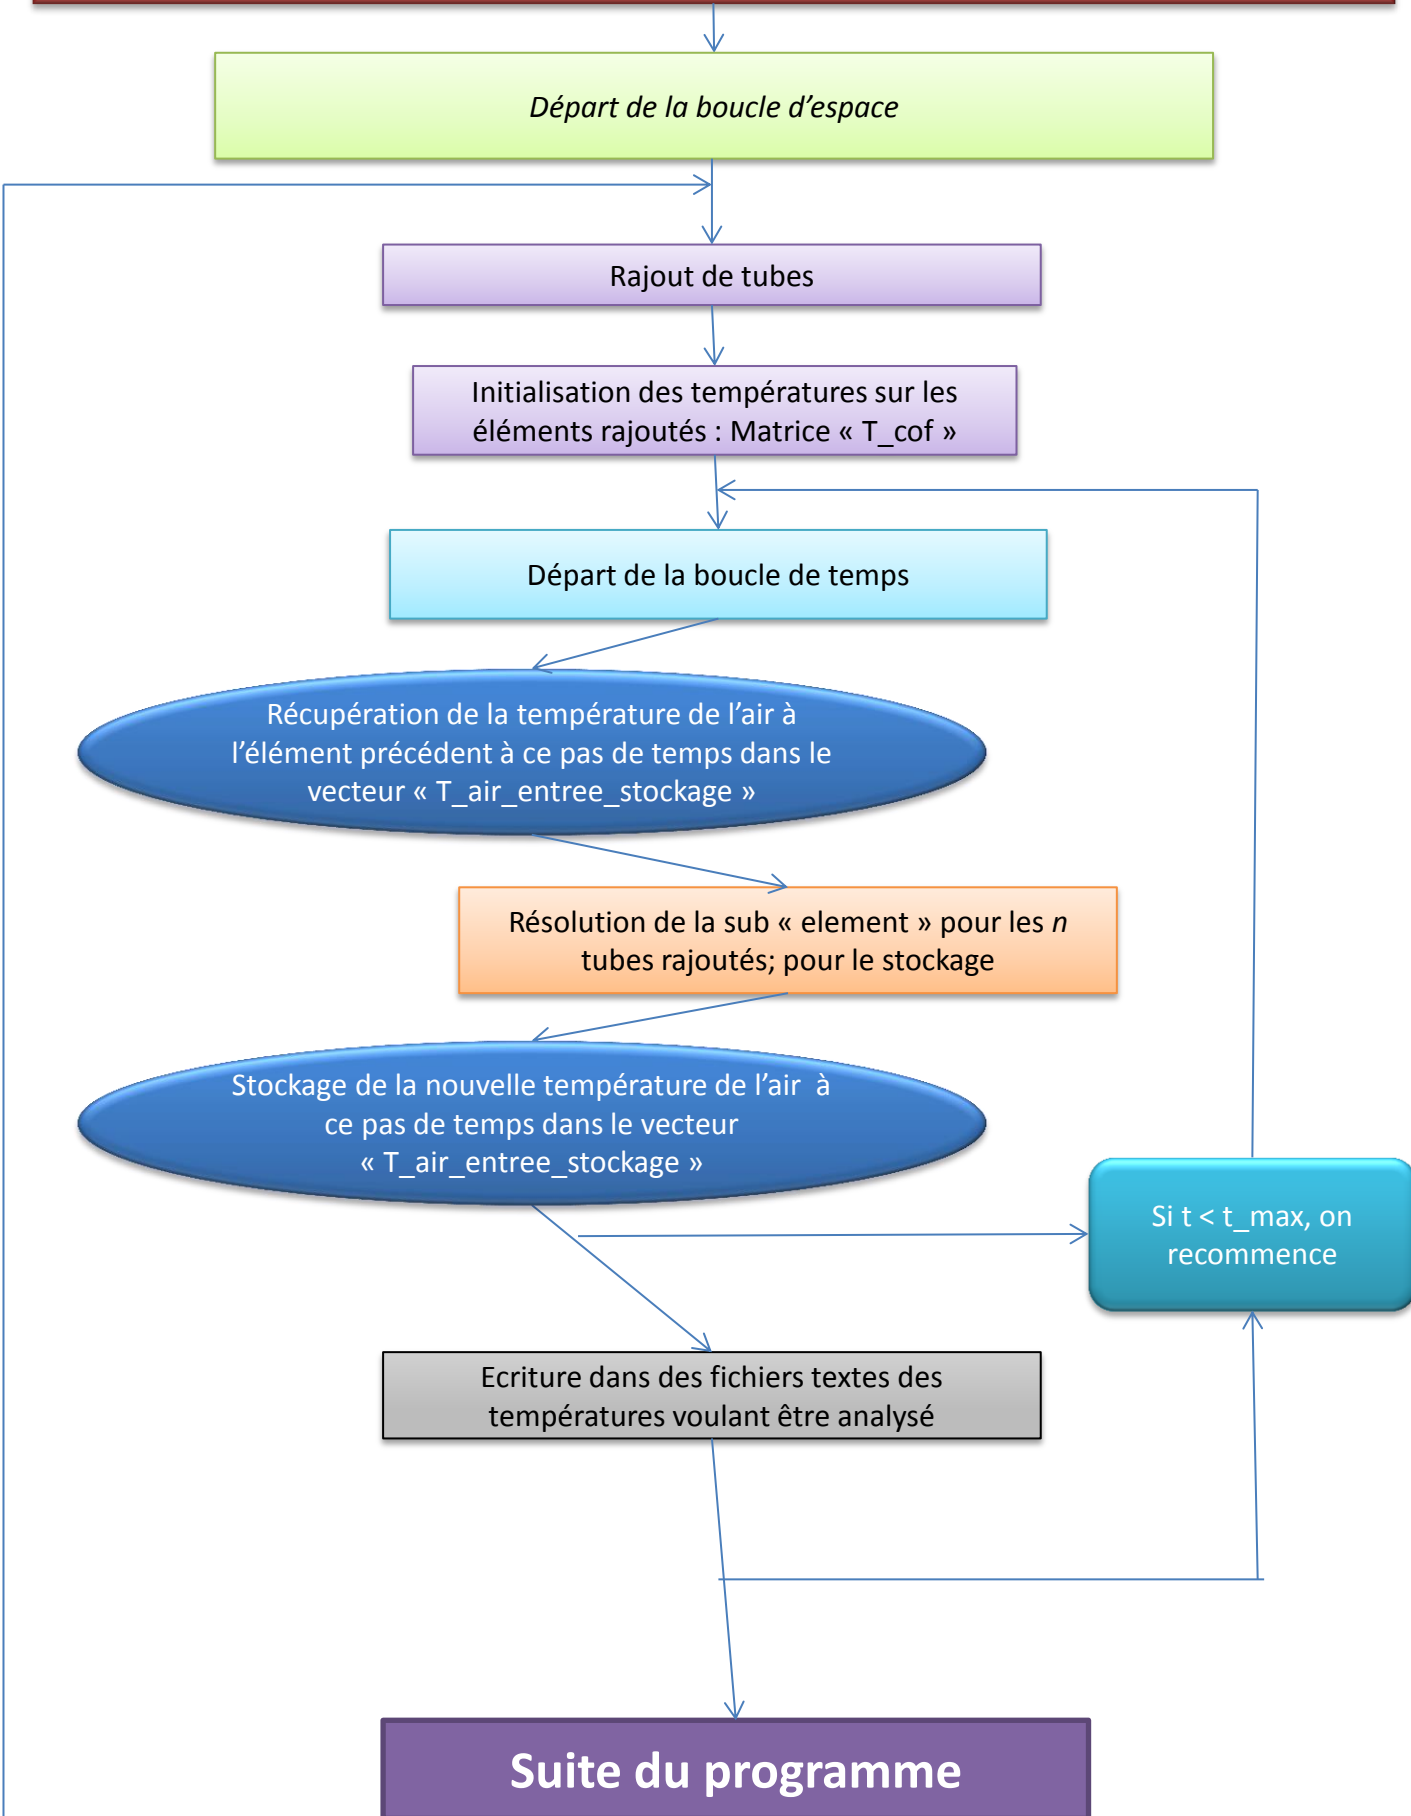 Départ de la boucle d’espace
Rajout de tubes
Initialisation des températures sur les
éléments rajoutés : Matrice « T_cof »
Départ de la boucle de temps
Récupération de la température de l’air à
l’élément précédent à ce pas de temps dans le
vecteur « T_air_entree_stockage »
Résolution de la sub « element » pour les n
tubes rajoutés; pour le stockage
Stockage de la nouvelle température de l’air à
ce pas de temps dans le vecteur
« T_air_entree_stockage »
Si t < t_max, on
recommence
Ecriture dans des fichiers textes des
températures voulant être analysé
Suite du programme